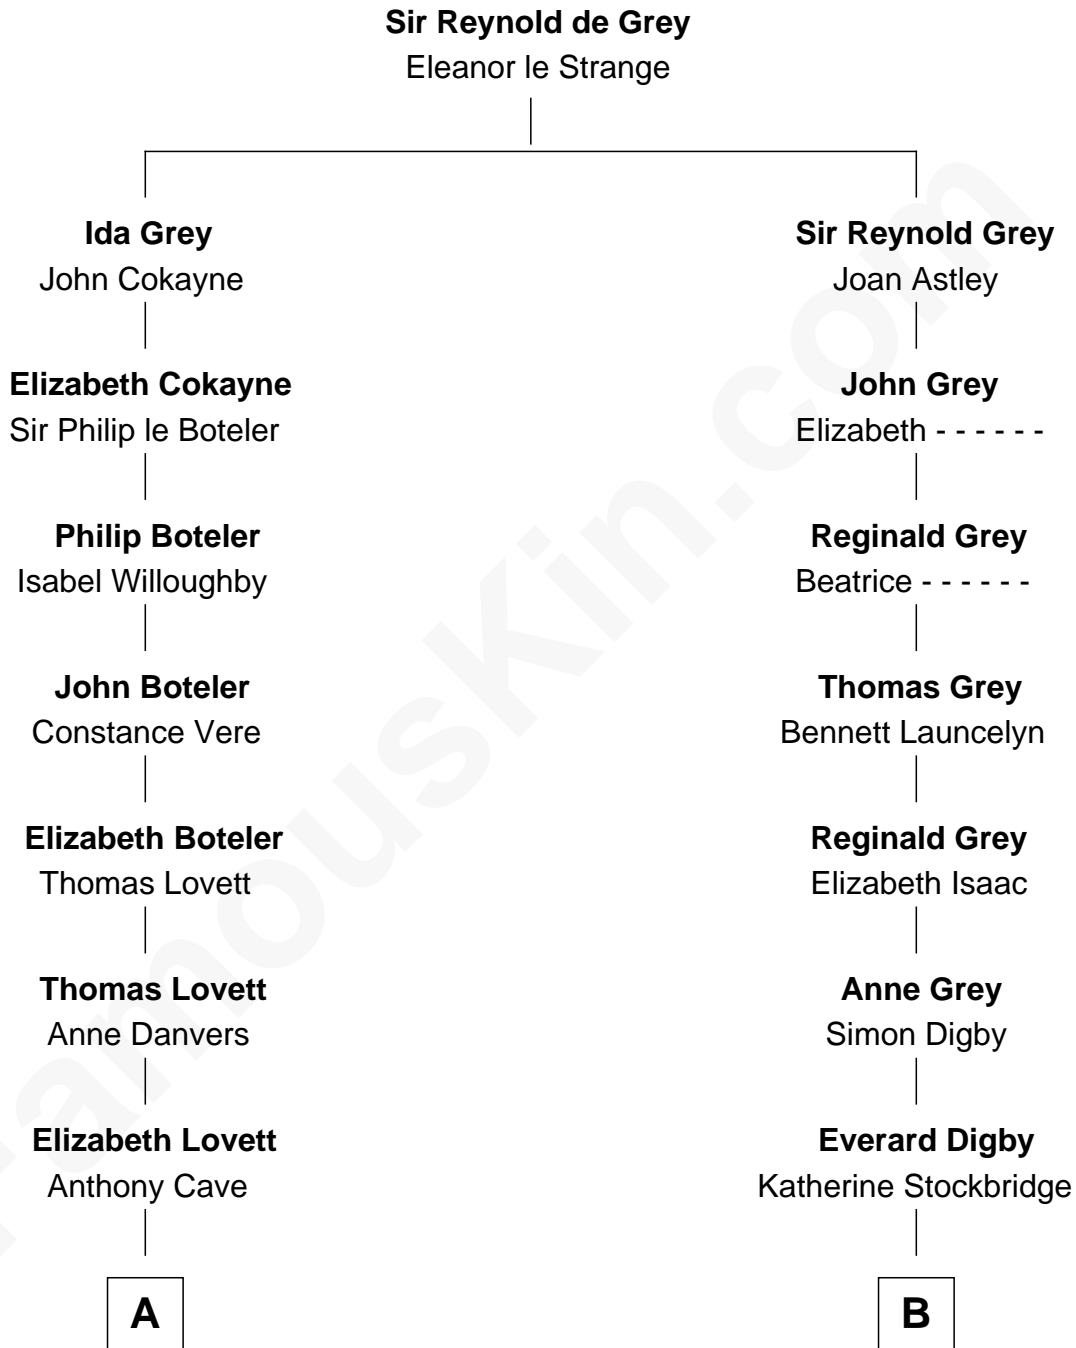 Sir Reynold de Grey
Eleanor le Strange
Ida Grey
John Cokayne
Sir Reynold Grey
Joan Astley
Elizabeth Cokayne
Sir Philip le Boteler
John Grey
Elizabeth - - - - - -
Philip Boteler
Isabel Willoughby
Reginald Grey
Beatrice - - - - - -
John Boteler
Constance Vere
Thomas Grey
Bennett Launcelyn
Elizabeth Boteler
Thomas Lovett
Reginald Grey
Elizabeth Isaac
Thomas Lovett
Anne Danvers
Anne Grey
Simon Digby
Elizabeth Lovett
Anthony Cave
Everard Digby
Katherine Stockbridge
A
B
FamousKin.com